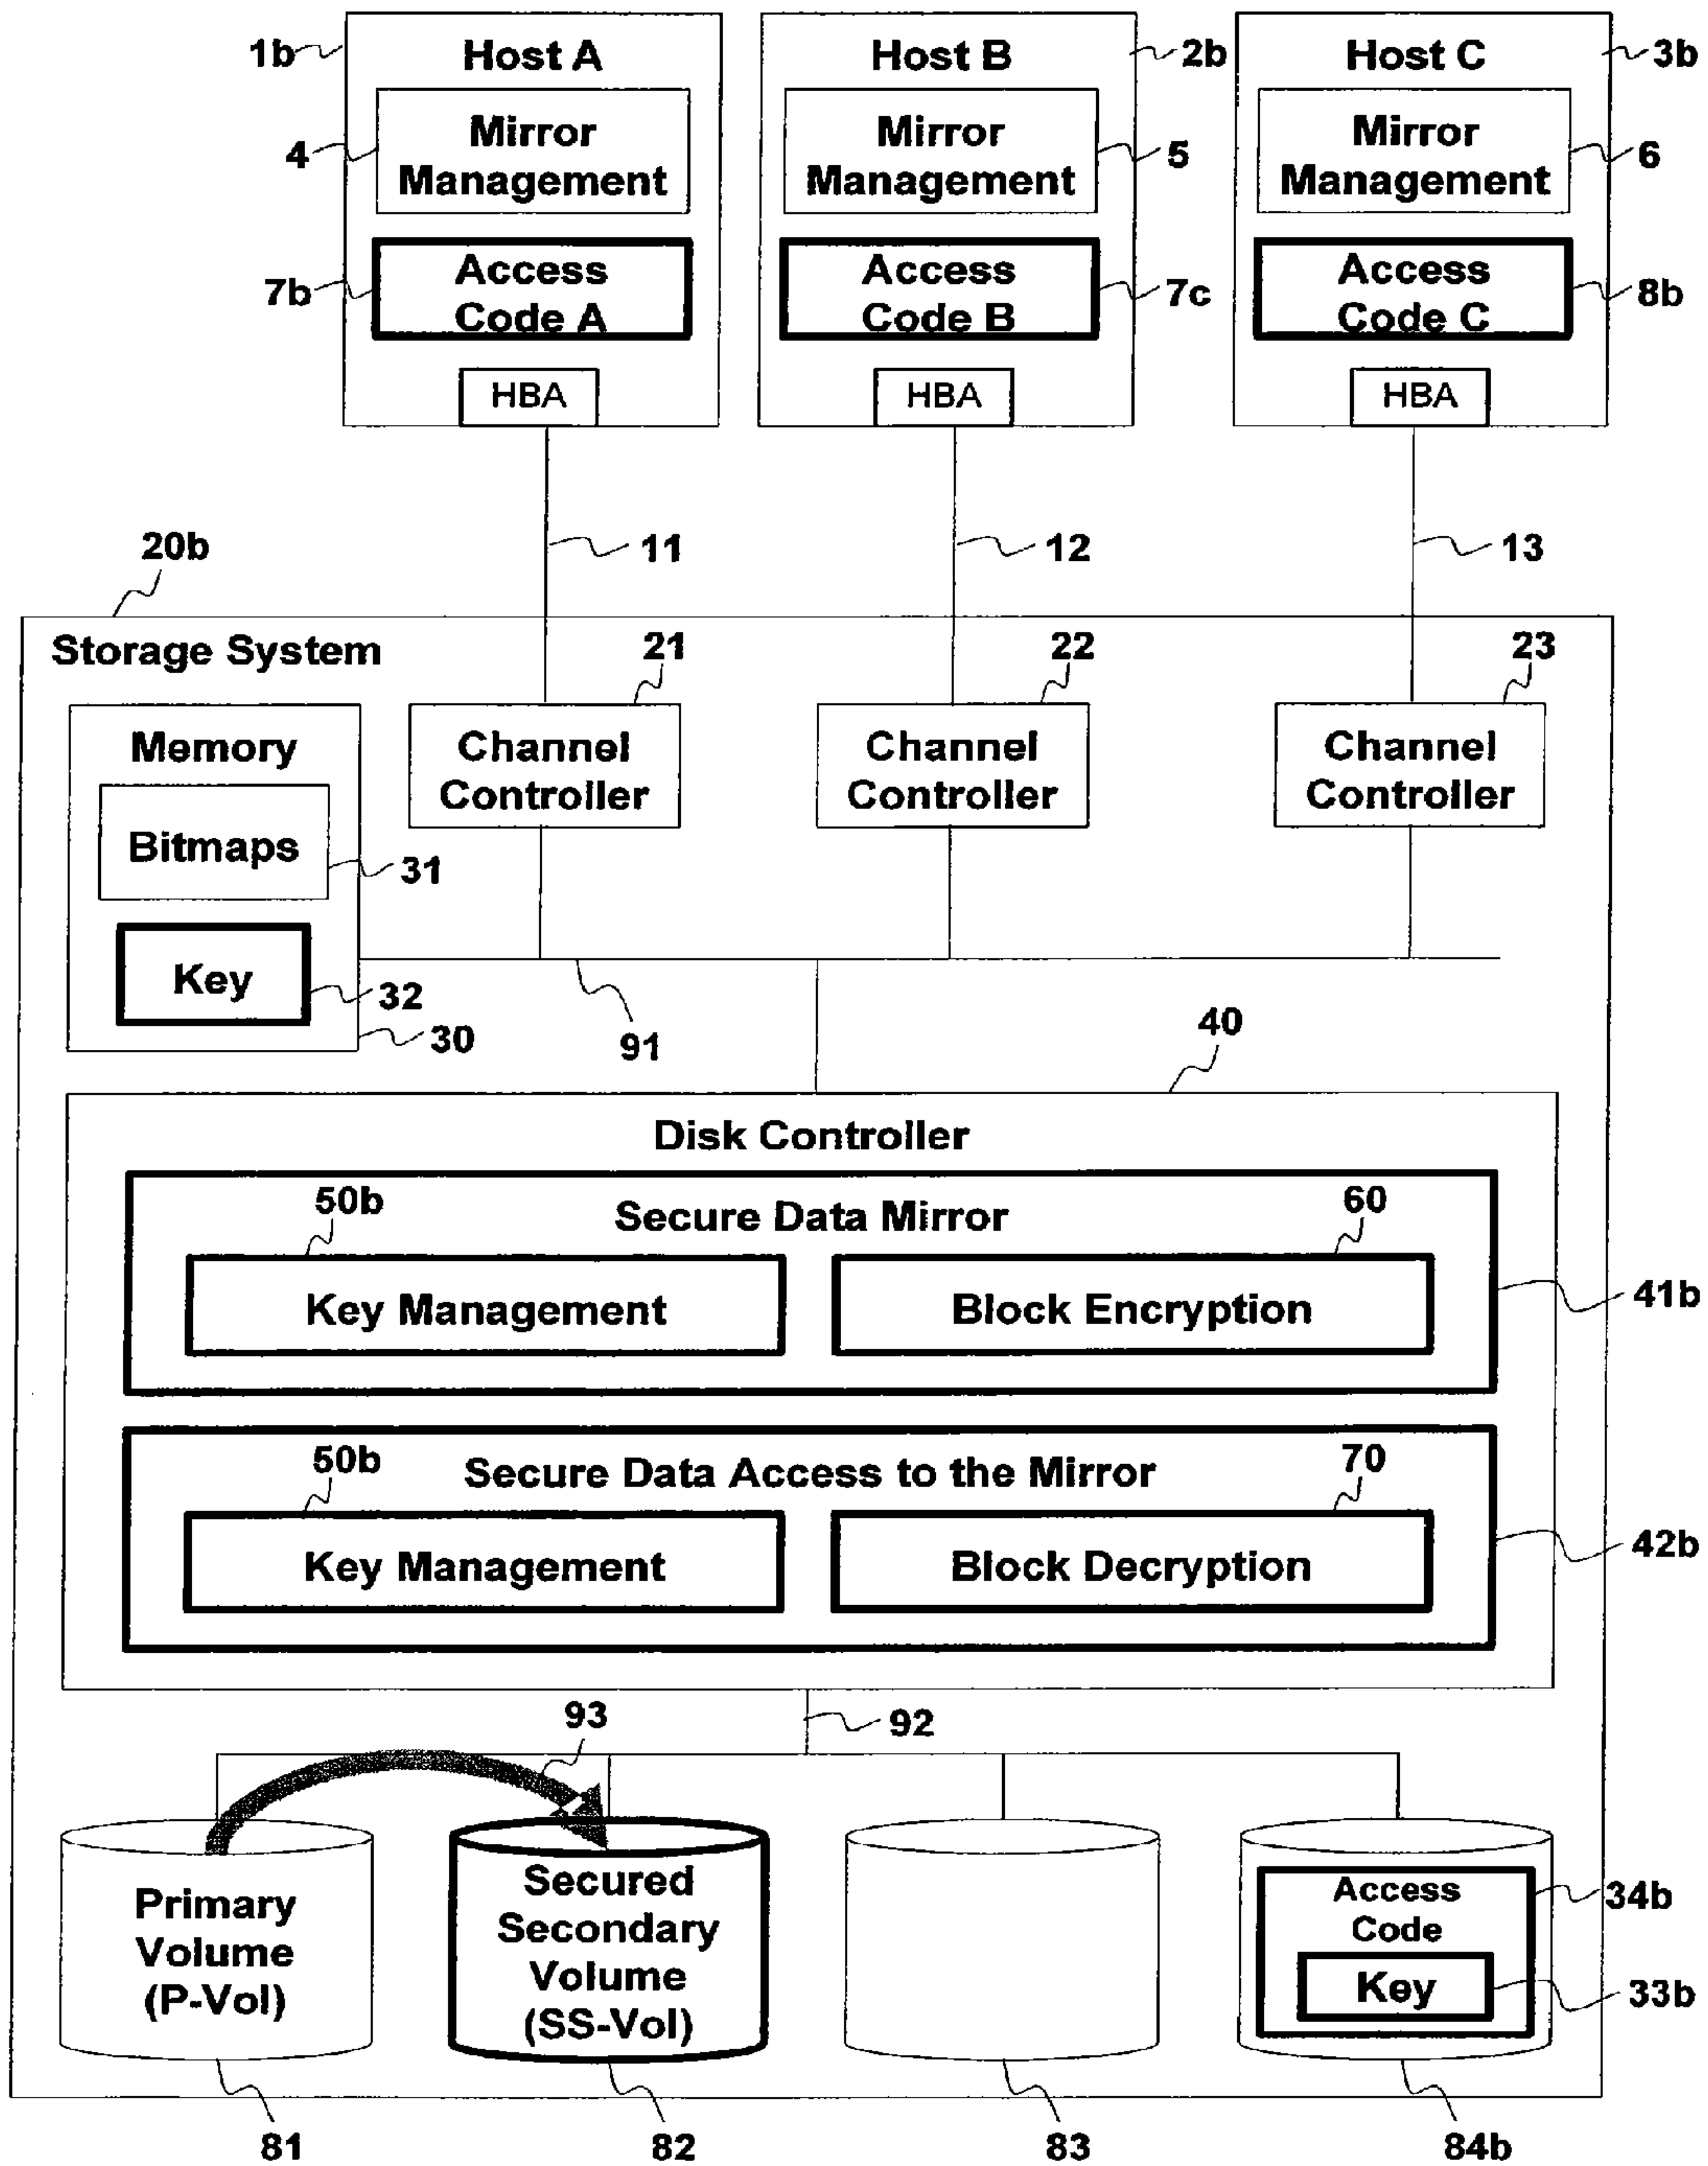 1b
Host A
Host B
2b
Host C
3b
4
Mirror
Management
Mirror
Management
5
Mirror
Management
6
7b
Access
Code A
Access
Code B
7c
Access
Code C
8b
HBA
HBA
HBA
11
12
13
20b
Storage System
21
22
23
Memory
Channel
Controller
Channel
Controller
Channel
Controller
Bitmaps
31
Key
32
30
91
40
Disk Controller
50b
Secure Data Mirror
60
Key Management
Block Encryption
41b
50b
Secure Data Access to the Mirror
70
Key Management
Block Decryption
42b
93
92
Primary
Volume
(P-Vol)
Secured
Secondary
Volume
(SS-Vol)
Access
Code
34b
Key
33b
81
82
83
84b